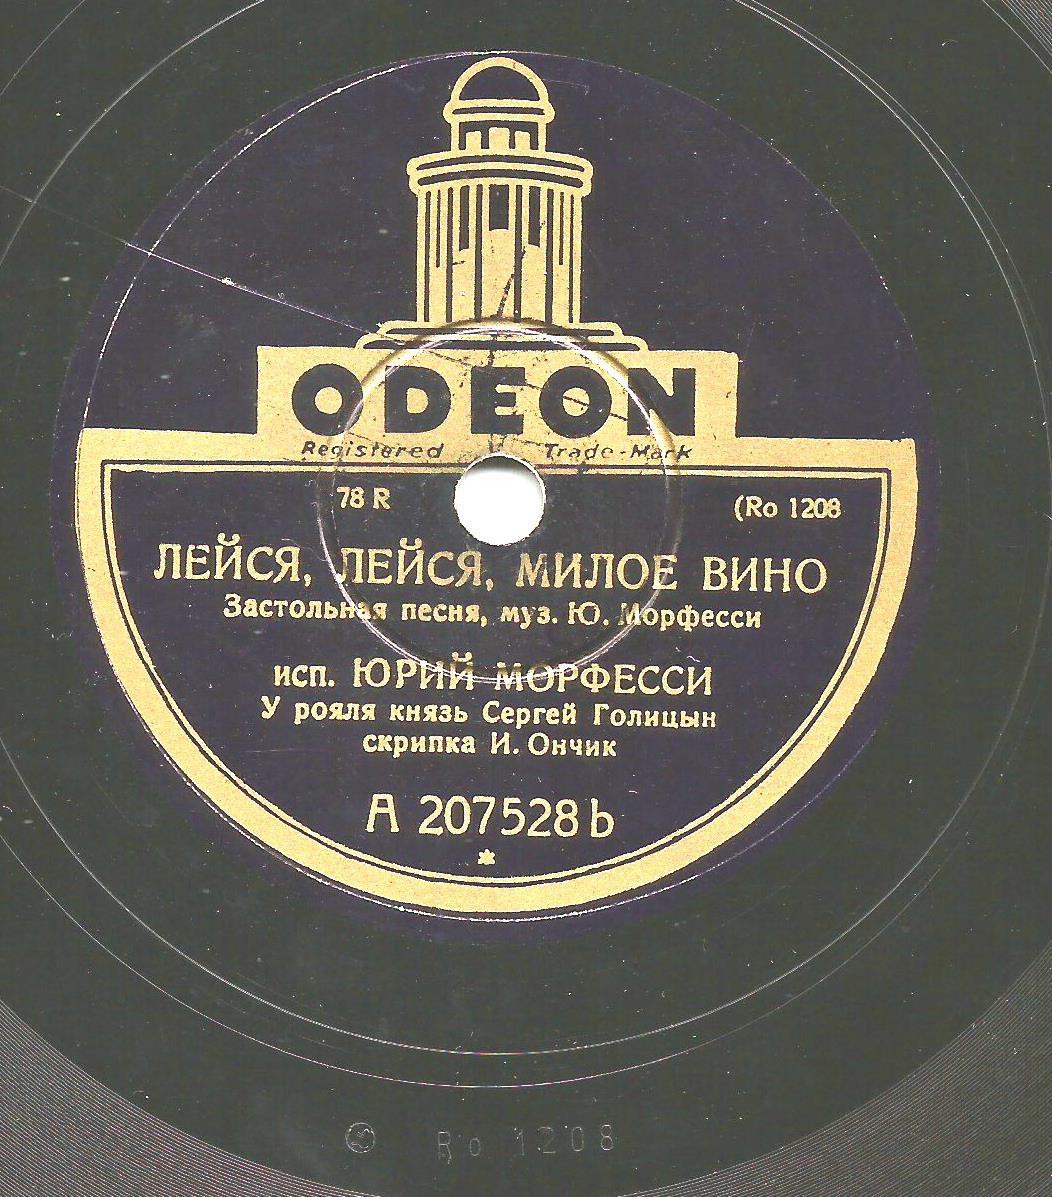 ODEON
Registered Trade-Mark
78 R (Ro 1208
ЛЕЙСЯ, ЛЕЙСЯ, МИЛОЕ ВИНО
Застольная песня, муз. Ю. Морфесси
исп. ЮРИЙ МОРФЕССИ
У рояля князь Сергей Голицын
скрипка И. Ончик
A 207528 b
*
Ro 1208